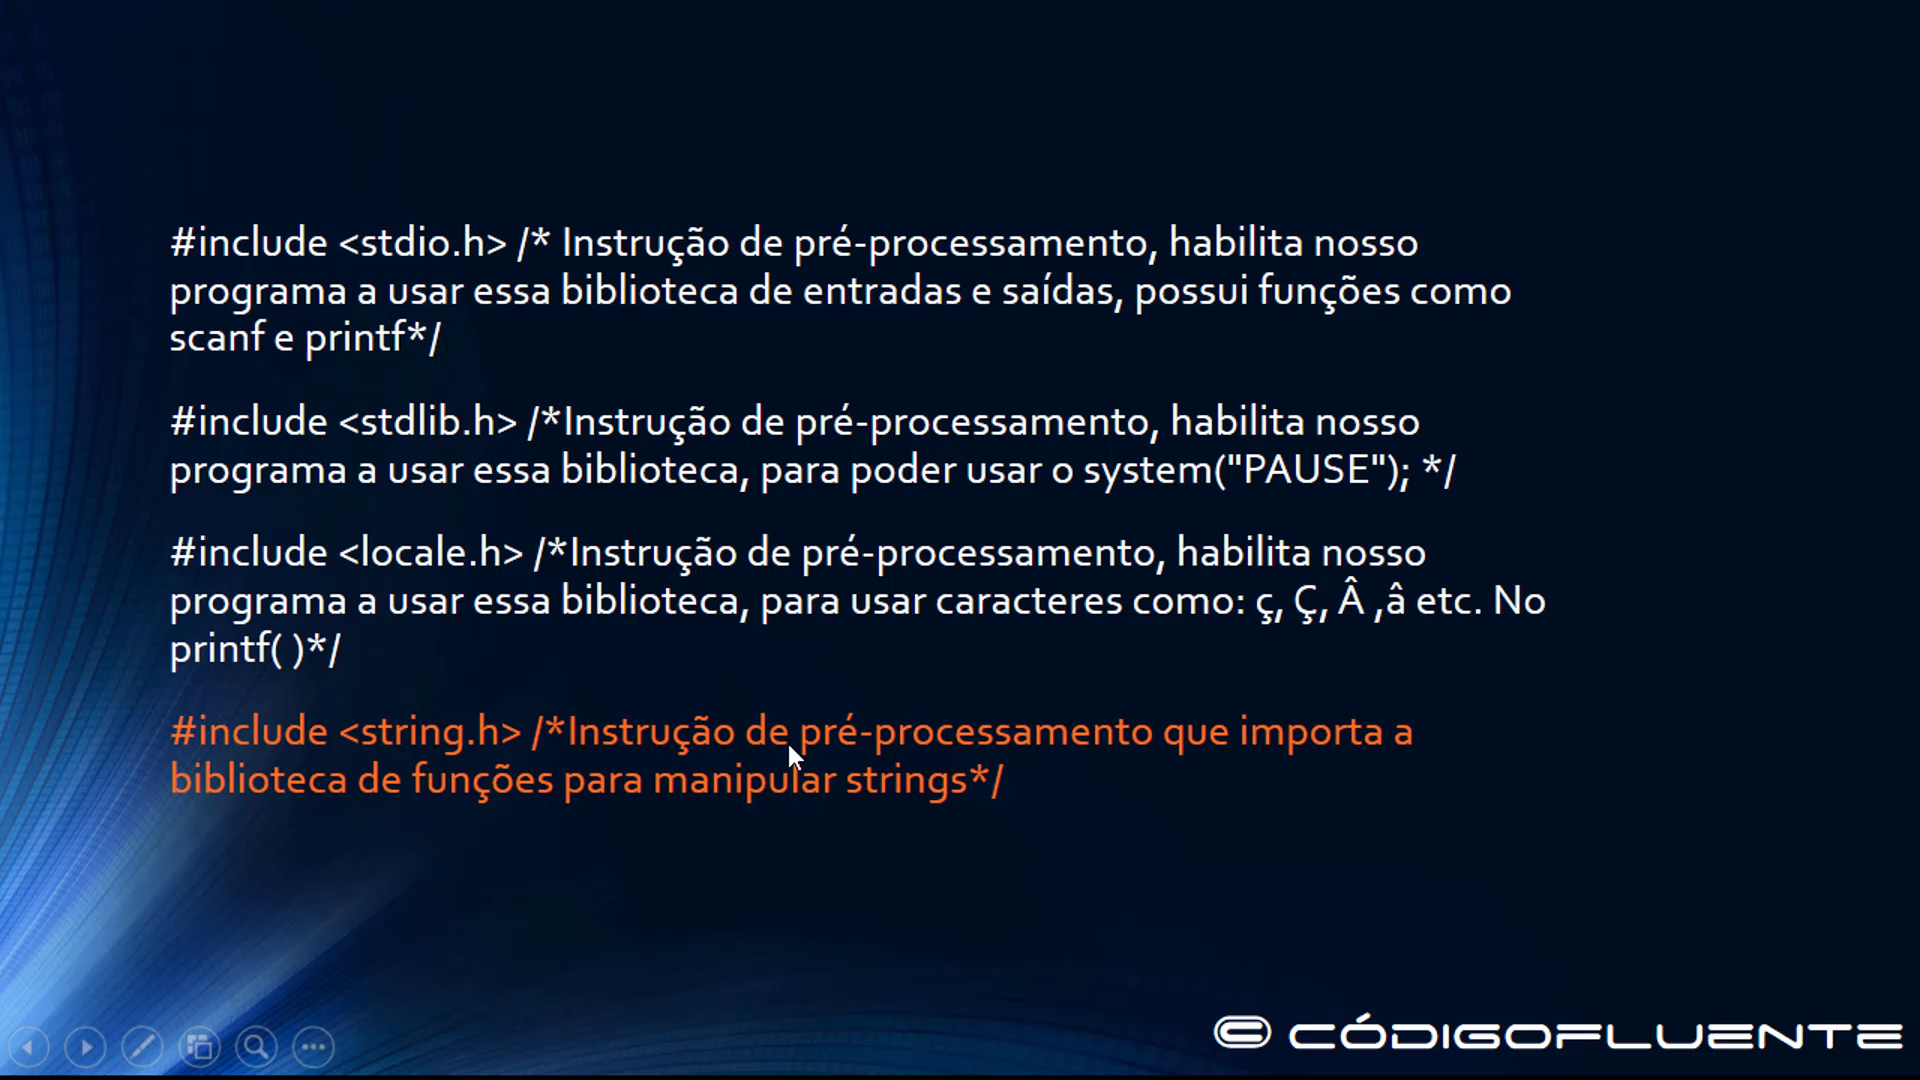 #include <stdio.h> /* Instrução de pré-processamento, habilita nosso
programa a usar essa biblioteca de entradas e saídas, possui funções como
scanf e printf*/
#include <stdlib.h> /*Instrução de pré-processamento, habilita nosso
programa a usar essa biblioteca, para poder usar o system("PAUSE"); */
#include <locale.h> /*Instrução de pré-processamento, habilita nosso
programa a usar essa biblioteca, para usar caracteres como: ç, Ç, Â ,â etc. No
printf( )*/
#include <string.h> /*Instrução de pré-processamento que importa a
biblioteca de funções para manipular strings*/
CÓDIGOFLUENTE